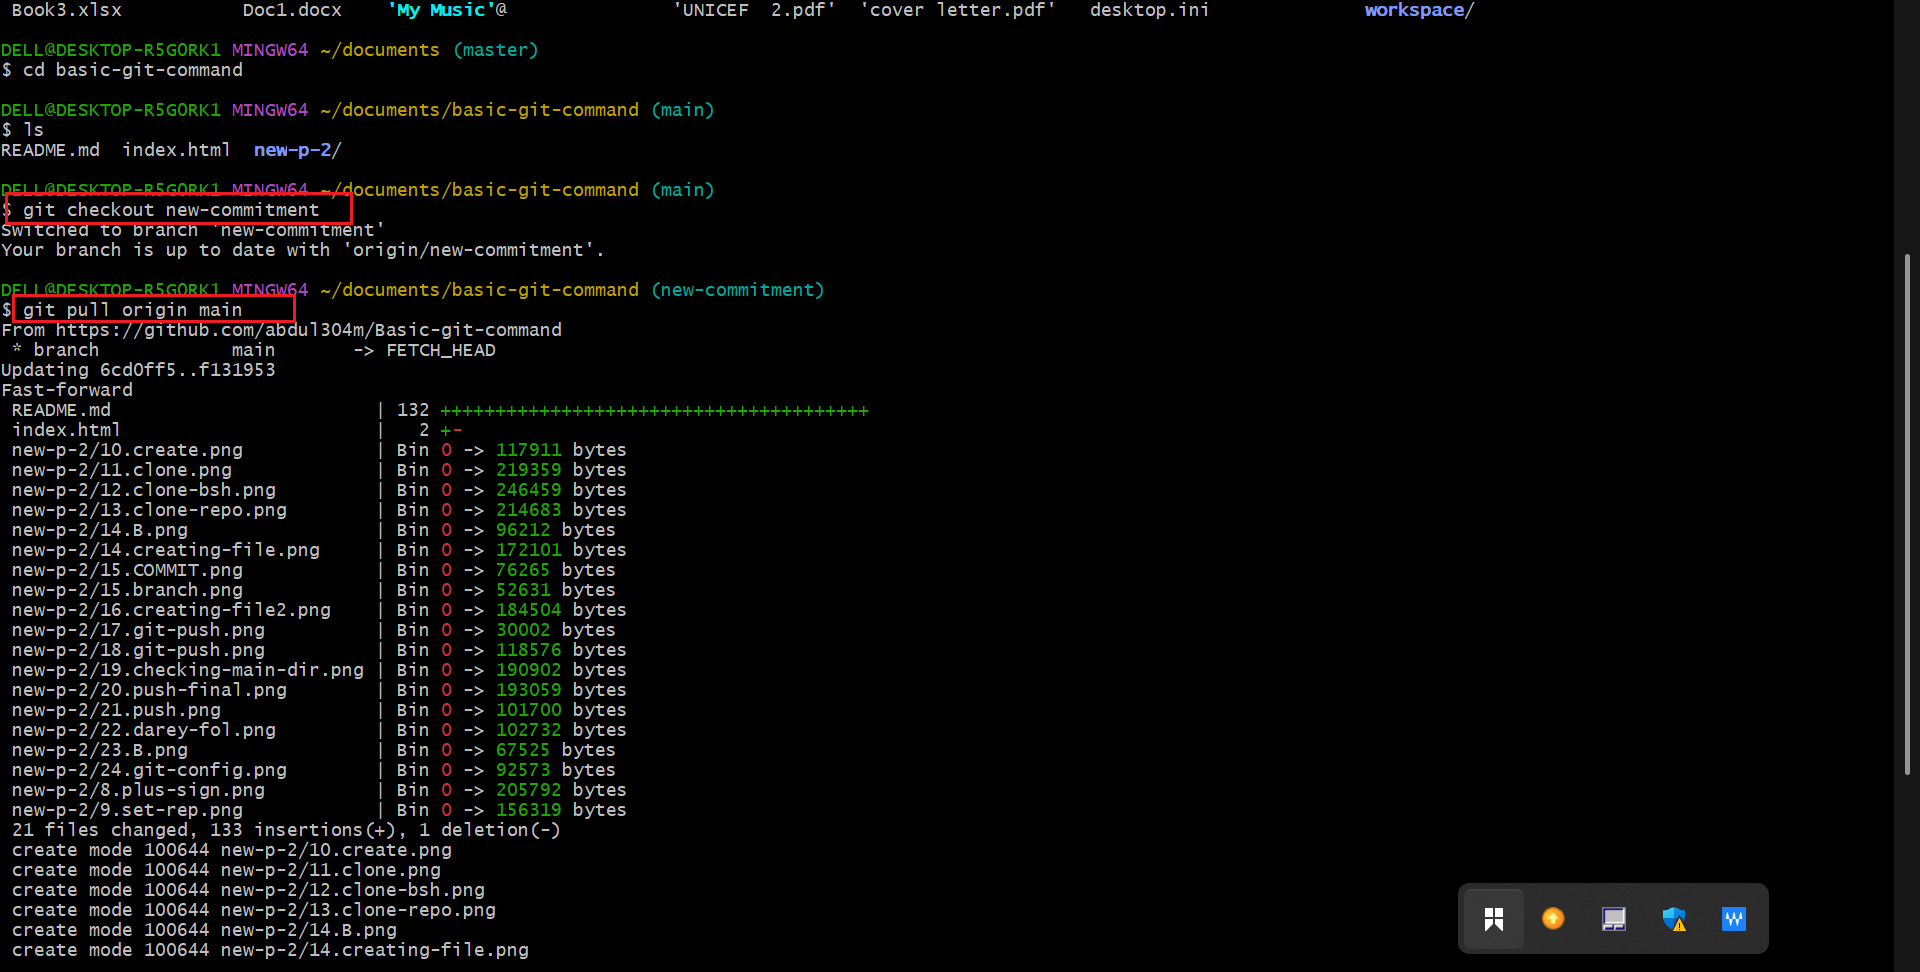 Book3.xlsx Doc1.docx 'My Music'@ 'UNICEF  2.pdf' 'cover letter.pdf' desktop.ini workspace/
DELL@DESKTOP-R5G0RK1 MINGW64 ~/documents (master)
$ cd basic-git-command
DELL@DESKTOP-R5G0RK1 MINGW64 ~/documents/basic-git-command (main)
$ ls
README.md index.html new-p-2/
DELL@DESKTOP-R5G0RK1 MINGW64 ~/documents/basic-git-command (main)
$ git checkout new-commitment
Switched to branch 'new-commitment'
Your branch is up to date with 'origin/new-commitment'.
DELL@DESKTOP-R5G0RK1 MINGW64 ~/documents/basic-git-command (new-commitment)
$ git pull origin main
From https://github.com/abdul304m/Basic-git-command
* branch main -> FETCH_HEAD
Updating 6cd0ff5..f131953
Fast-forward
README.md | 132 +++++++++++++++++++++++++++++++++++++++
index.html | 2 +-
new-p-2/10.create.png | Bin 0 -> 117911 bytes
new-p-2/11.clone.png | Bin 0 -> 219359 bytes
new-p-2/12.clone-bsh.png | Bin 0 -> 246459 bytes
new-p-2/13.clone-repo.png | Bin 0 -> 214683 bytes
new-p-2/14.B.png | Bin 0 -> 96212 bytes
new-p-2/14.creating-file.png | Bin 0 -> 172101 bytes
new-p-2/15.COMMIT.png | Bin 0 -> 76265 bytes
new-p-2/15.branch.png | Bin 0 -> 52631 bytes
new-p-2/16.creating-file2.png | Bin 0 -> 184504 bytes
new-p-2/17.git-push.png | Bin 0 -> 30002 bytes
new-p-2/18.git-push.png | Bin 0 -> 118576 bytes
new-p-2/19.checking-main-dir.png | Bin 0 -> 190902 bytes
new-p-2/20.push-final.png | Bin 0 -> 193059 bytes
new-p-2/21.push.png | Bin 0 -> 101700 bytes
new-p-2/22.darey-fol.png | Bin 0 -> 102732 bytes
new-p-2/23.B.png | Bin 0 -> 67525 bytes
new-p-2/24.git-config.png | Bin 0 -> 92573 bytes
new-p-2/8.plus-sign.png | Bin 0 -> 205792 bytes
new-p-2/9.set-rep.png | Bin 0 -> 156319 bytes
21 files changed, 133 insertions(+), 1 deletion(-)
create mode 100644 new-p-2/10.create.png
create mode 100644 new-p-2/11.clone.png
create mode 100644 new-p-2/12.clone-bsh.png
create mode 100644 new-p-2/13.clone-repo.png
create mode 100644 new-p-2/14.B.png
create mode 100644 new-p-2/14.creating-file.png